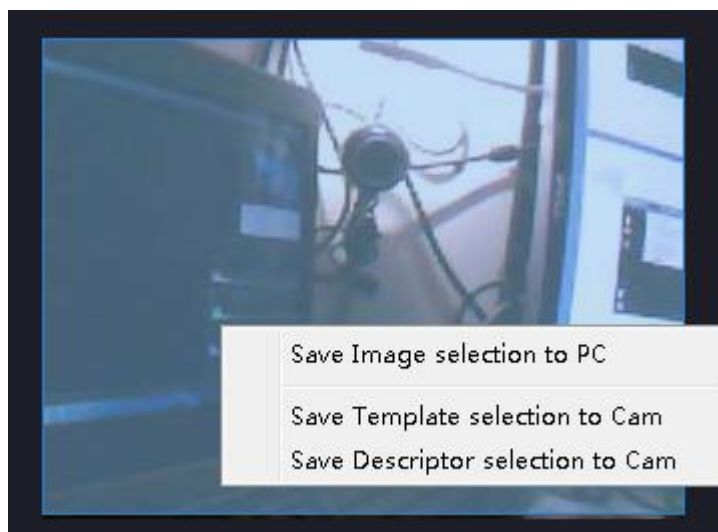 Save Image selection to PC
Save Template selection to Cam
Save Descriptor selection to Cam